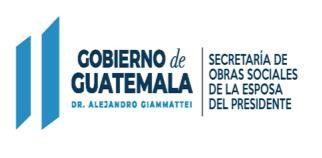 GOBIERNO de
GUATEMALA
DR. ALEJANDRO GIAMMATTEI
SECRETARÍA DE
OBRAS SOCIALES
DE LA ESPOSA
DEL PRESIDENTE